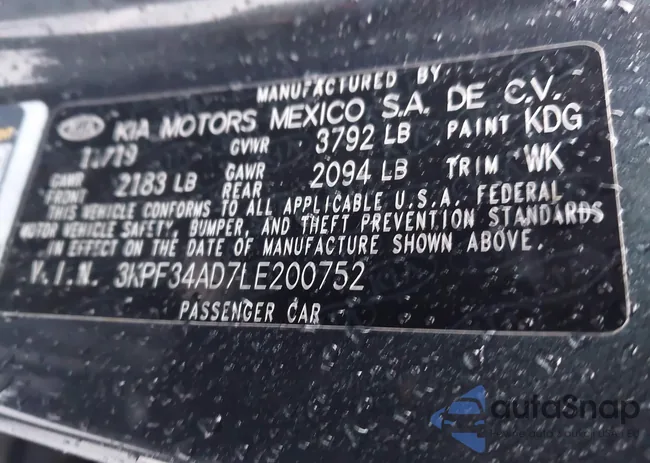 MANUFACTURED BY
KIA KIA MOTORS MEXICO S.A. DE C.V.
GVWR 3792 LB PAINT KDG
GAWR FRONT 2183 LB GAWR REAR 2094 LB TRIM WK
THIS VEHICLE CONFORMS TO ALL APPLICABLE U.S.A. FEDERAL
MOTOR VEHICLE SAFETY, BUMPER, AND THEFT PREVENTION STANDARDS
IN EFFECT ON THE DATE OF MANUFACTURE SHOWN ABOVE.
V.I.N. 3KPF34AD7LE200752
PASSENGER CAR
autoSnap